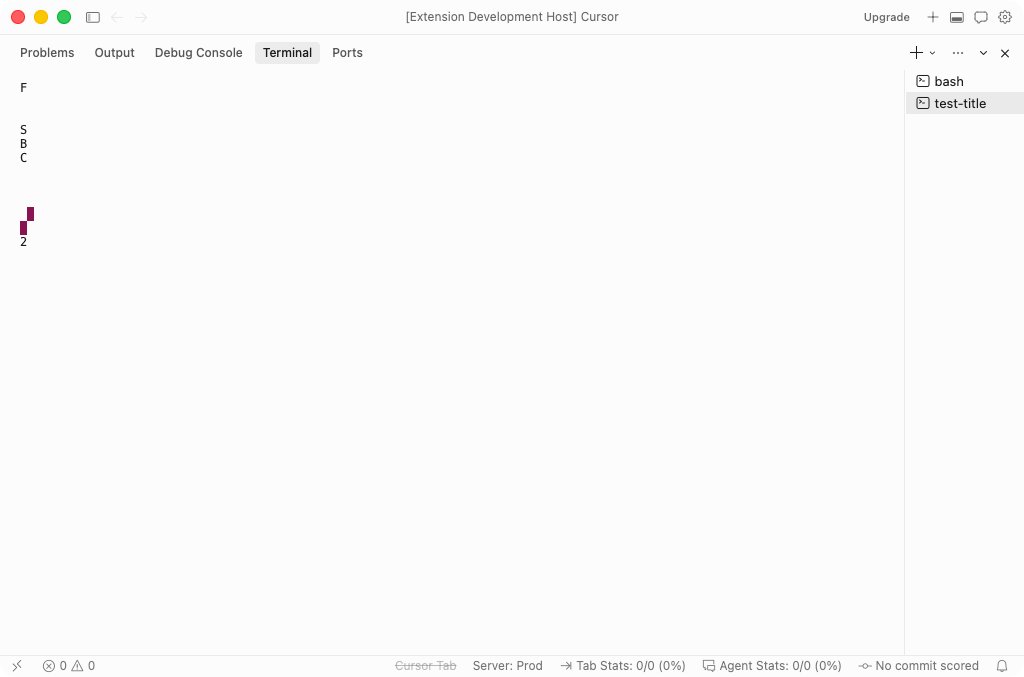 [Extension Development Host] Cursor
Upgrade
Problems Output Debug Console Terminal Ports
bash
test-title
F
S
B
C
2
0 0 Cursor Tab Server: Prod Tab Stats: 0/0 (0%) Agent Stats: 0/0 (0%) No commit scored